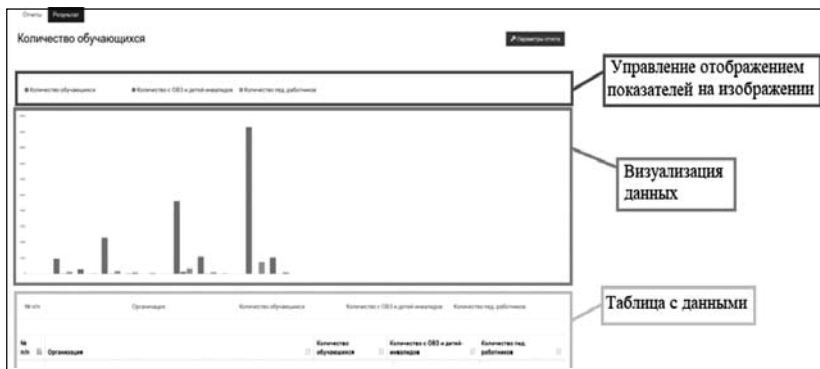 Отчеты Результат
Количество обучающихся
Параметры отчета
Количество обучающихся Количество с ОВЗ и детей-инвалидов Количество пед. работников
Управление отображением
показателей на изображении
Визуализация
данных
№ п/п Организация Количество обучающихся Количество с ОВЗ и детей-инвалидов Количество пед. работников
Таблица с данными
№
п/п Организация
Количество
обучающихся
Количество с ОВЗ и детей-
инвалидов
Количество пед.
работников